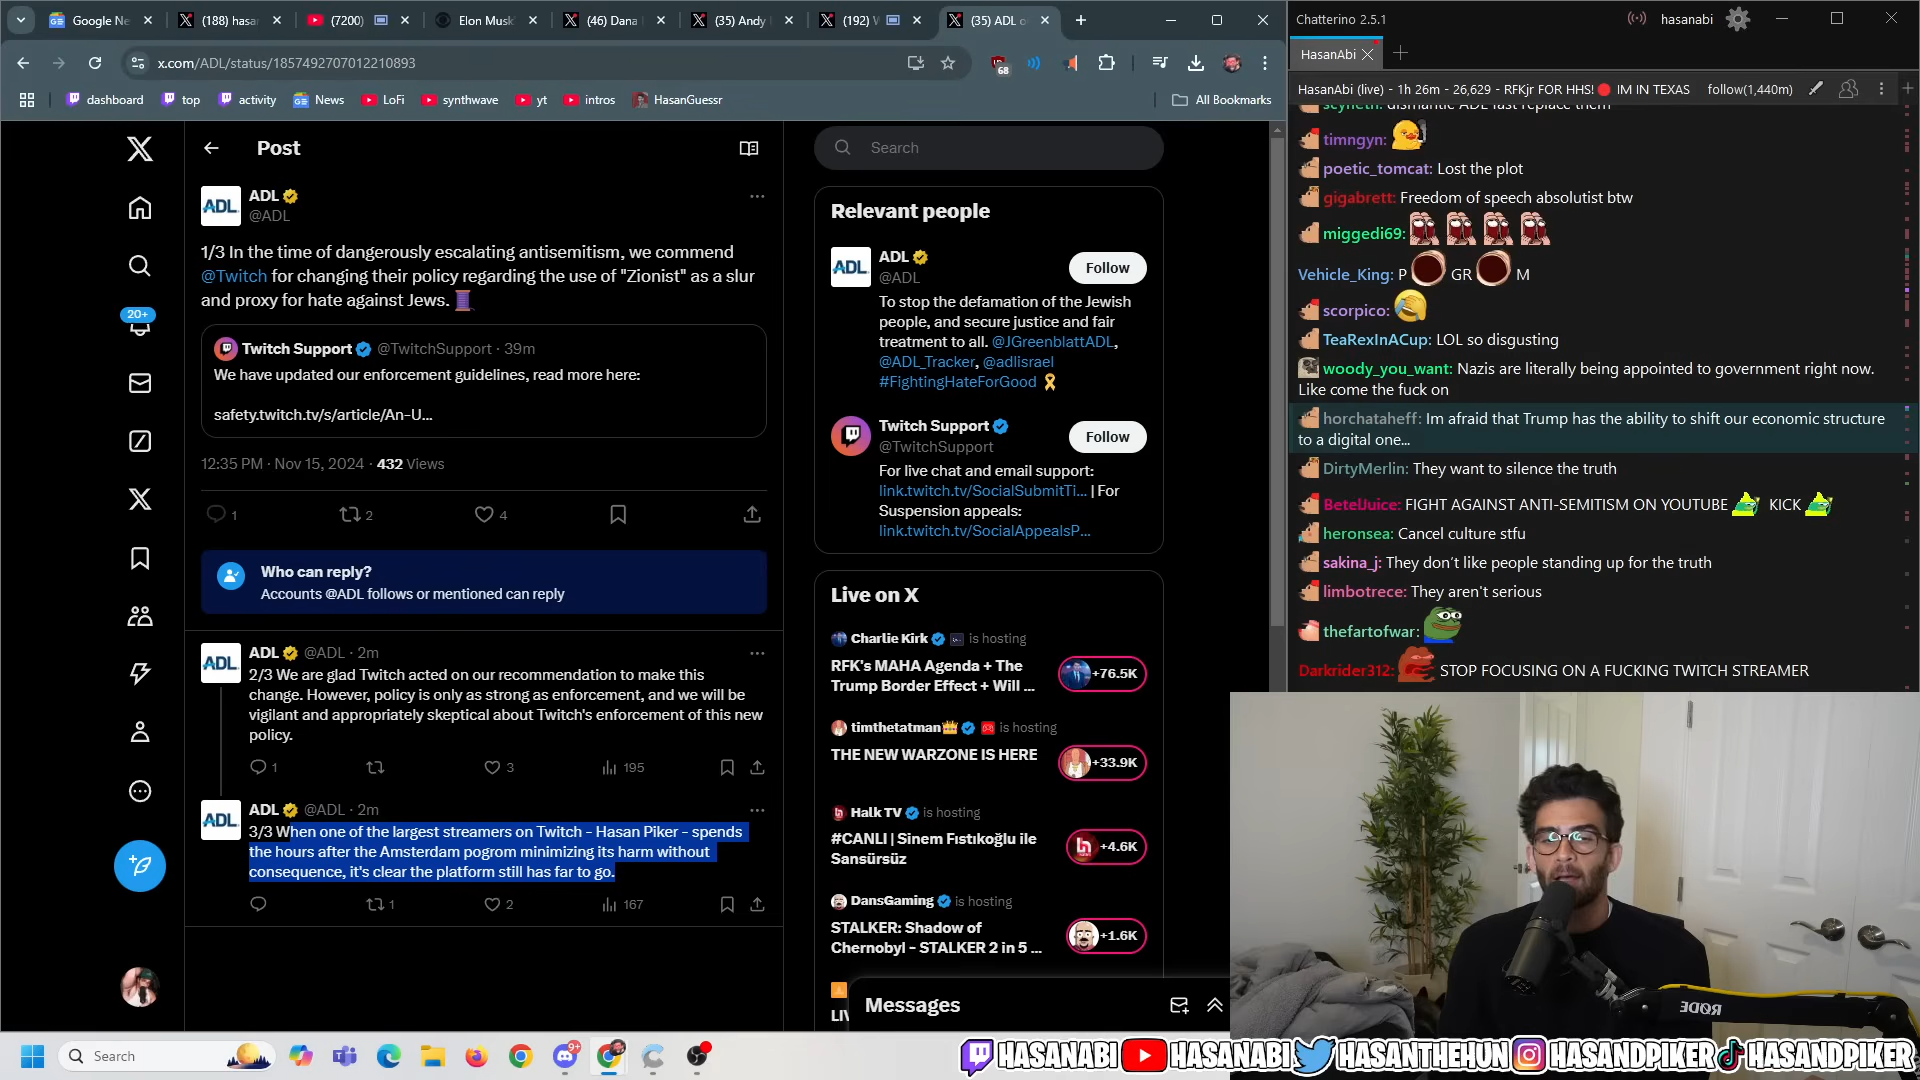 Google Ne
(188) hasan
(7200)
Elon Musk'
(46) Dana
(35) Andy
(192) W
(35) ADL o
x.com/ADL/status/1857492707012210893
68
dashboard
top
activity
News
LoFi
synthwave
yt
intros
HasanGuessr
All Bookmarks
20+
Post
ADL
@ADL
1/3 In the time of dangerously escalating antisemitism, we commend
@Twitch for changing their policy regarding the use of "Zionist" as a slur
and proxy for hate against Jews.
Twitch Support @TwitchSupport · 39m
We have updated our enforcement guidelines, read more here:
safety.twitch.tv/s/article/An-U...
12:35 PM · Nov 15, 2024 · 432 Views
1
2
4
Who can reply?
Accounts @ADL follows or mentioned can reply
ADL @ADL · 2m
2/3 We are glad Twitch acted on our recommendation to make this
change. However, policy is only as strong as enforcement, and we will be
vigilant and appropriately skeptical about Twitch's enforcement of this new
policy.
1
3
195
ADL @ADL · 2m
3/3 When one of the largest streamers on Twitch - Hasan Piker - spends
the hours after the Amsterdam pogrom minimizing its harm without
consequence, it's clear the platform still has far to go.
1
2
167
Search
Relevant people
ADL
@ADL
Follow
To stop the defamation of the Jewish
people, and secure justice and fair
treatment to all. @JGreenblattADL,
@ADL_Tracker, @adlisrael
#FightingHateForGood
Twitch Support
@TwitchSupport
Follow
For live chat and email support:
link.twitch.tv/SocialSubmitTi... | For
Suspension appeals:
link.twitch.tv/SocialAppealsP...
Live on X
Charlie Kirk is hosting
RFK's MAHA Agenda + The
Trump Border Effect + Will ...
+76.5K
timthetatman is hosting
THE NEW WARZONE IS HERE
+33.9K
Halk TV is hosting
#CANLI | Sinem Fıstıkoğlu ile
Sansürsüz
+4.6K
DansGaming is hosting
STALKER: Shadow of
Chernobyl - STALKER 2 in 5 ...
+1.6K
Messages
Chatterino 2.5.1
hasanabi
HasanAbi
HasanAbi (live) - 1h 26m - 26,629 - RFKjr FOR HHS! IM IN TEXAS
follow(1,440m)
scyheth: dismantle ADL fast replace them
timngyn:
poetic_tomcat: Lost the plot
gigabrett: Freedom of speech absolutist btw
miggedi69:
Vehicle_King: P GR M
scorpico:
TeaRexInACup: LOL so disgusting
woody_you_want: Nazis are literally being appointed to government right now.
Like come the fuck on
horchataheff: Im afraid that Trump has the ability to shift our economic structure
to a digital one...
DirtyMerlin: They want to silence the truth
BetelJuice: FIGHT AGAINST ANTI-SEMITISM ON YOUTUBE KICK
heronsea: Cancel culture stfu
sakina_j: They don't like people standing up for the truth
limbotrece: They aren't serious
thefartofwar:
Darkrider312: STOP FOCUSING ON A FUCKING TWITCH STREAMER
RØDE
Search
9+
HASANABI
HASANABI
HASANTHEHUN
HASANDPIKER
HASANDPIKER